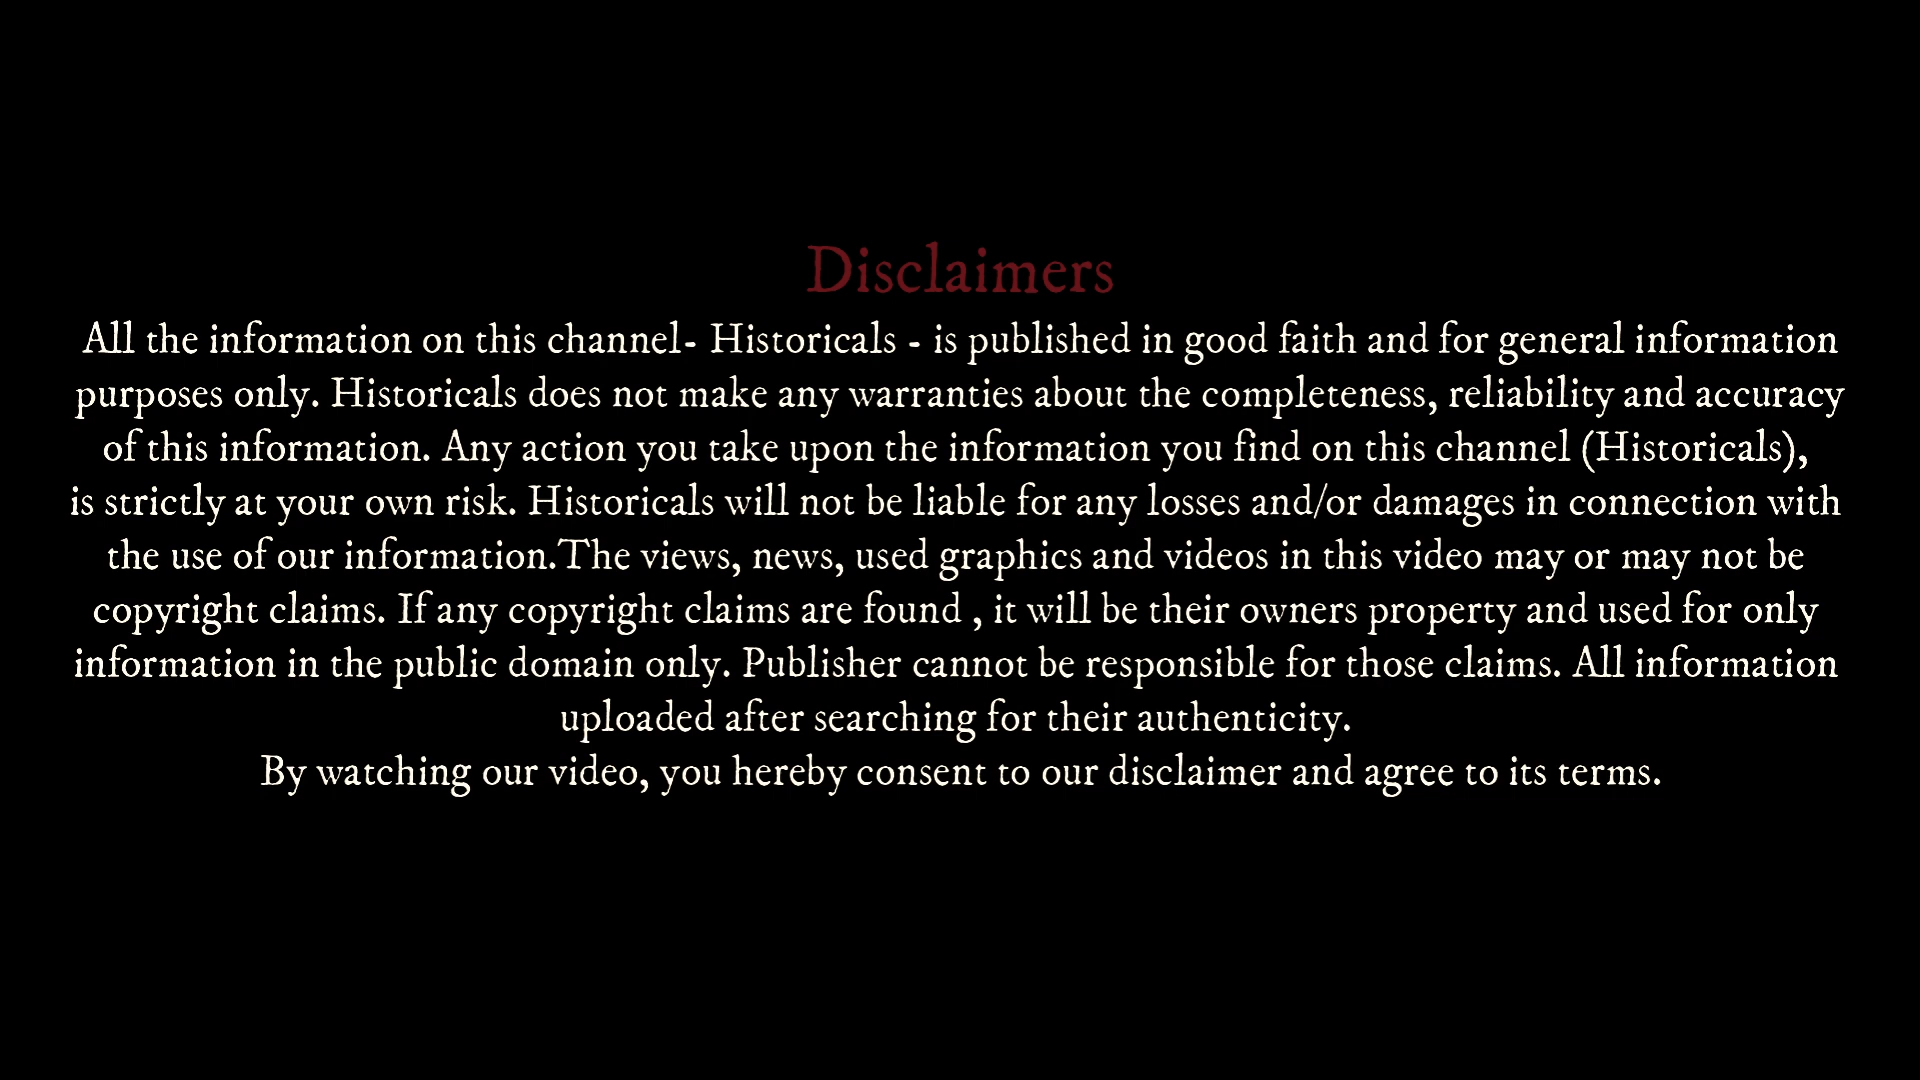 Disclaimers
All the information on this channel- Historicals - is published in good faith and for general information
purposes only. Historicals does not make any warranties about the completeness, reliability and accuracy
of this information. Any action you take upon the information you find on this channel (Historicals),
is strictly at your own risk. Historicals will not be liable for any losses and/or damages in connection with
the use of our information.The views, news, used graphics and videos in this video may or may not be
copyright claims. If any copyright claims are found , it will be their owners property and used for only
information in the public domain only. Publisher cannot be responsible for those claims. All information
uploaded after searching for their authenticity.
By watching our video, you hereby consent to our disclaimer and agree to its terms.